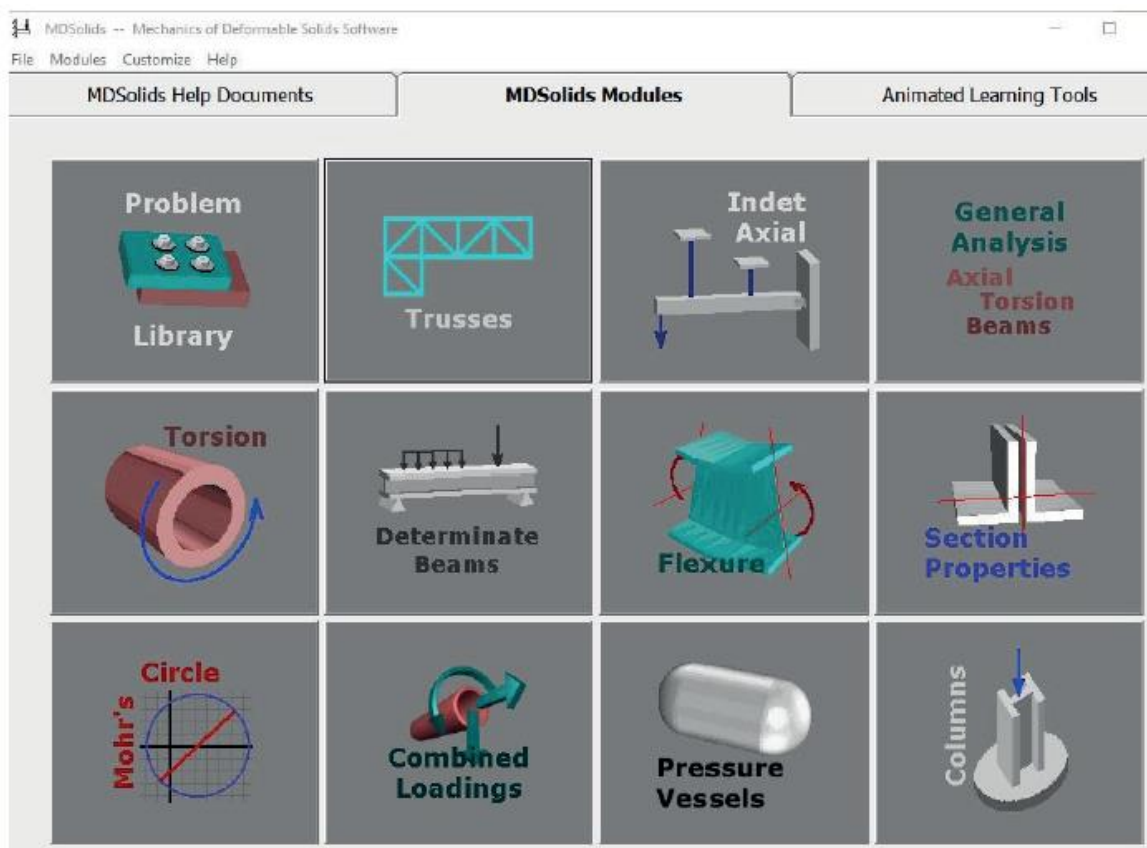 MDSolids -- Mechanics of Deformable Solids Software
File Modules Customize Help
MDSolids Help Documents
MDSolids Modules
Animated Learning Tools
Problem
Library
Trusses
Indet
Axial
General
Analysis
Axial
Torsion
Beams
Torsion
Determinate
Beams
Flexure
Section
Properties
Mohr's
Circle
Combined
Loadings
Pressure
Vessels
Columns